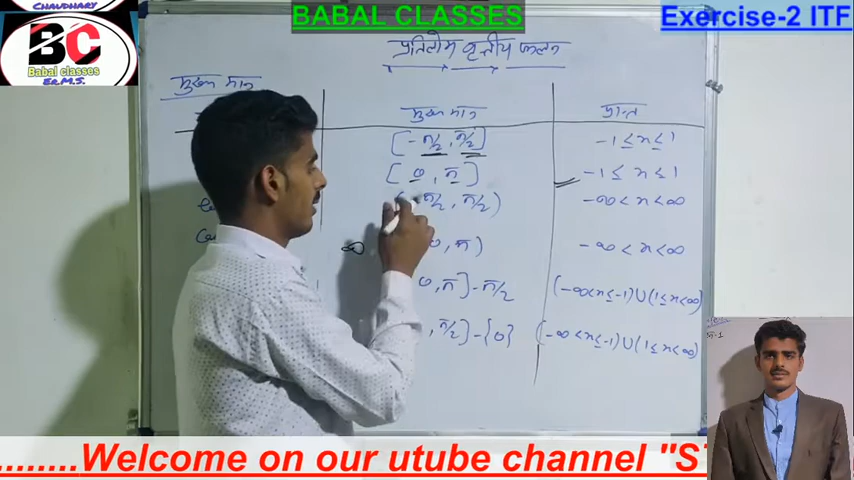 CHAUDHARY
BABAL CLASSES
Exercise-2 ITF
BC
Babal classes
Er.M.S.
प्रतिलोम वृत्तीय फलन
मुख्य मान
मुख्य मान
प्रान्त
[-π/2, π/2]
-1 ≤ x ≤ 1
[0, π]
-1 ≤ x ≤ 1
π/2, π/2)
-∞ < x < ∞
∞
0, π)
-∞ < x < ∞
0, π] - π/2
(-∞ < x ≤ -1) ∪ (1 ≤ x < ∞)
, π/2] - {0}
(-∞ < x ≤ -1) ∪ (1 ≤ x < ∞)
........Welcome on our utube channel "S